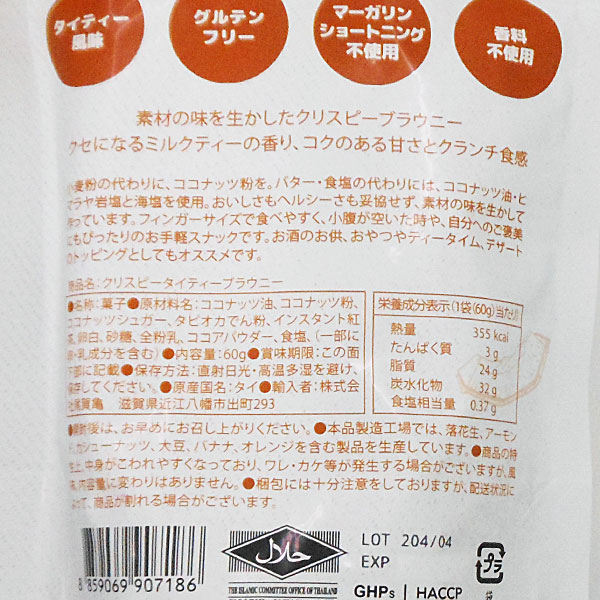 タイティー
風味
グルテン
フリー
マーガリン
ショートニング
不使用
香料
不使用
素材の味を生かしたクリスピーブラウニー
クセになるミルクティーの香り、コクのある甘さとクランチ食感
小麦粉の代わりに、ココナッツ粉を。バター・食塩の代わりには、ココナッツ油・ヒ
マラヤ岩塩と海塩を使用。おいしさもヘルシーさも妥協せず、素材の味を生かして
作っています。フィンガーサイズで食べやすく、小腹が空いた時や、自分へのご褒美
にもぴったりのお手軽スナックです。お酒のお供、おやつやティータイム、デザート
のトッピングとしてもオススメです。
商品名:クリスピータイティーブラウニー
●名称:菓子●原材料名:ココナッツ油、ココナッツ粉、
ココナッツシュガー、タピオカでん粉、インスタント紅
茶、卵白、砂糖、全粉乳、ココアパウダー、食塩、(一部に
卵・乳成分を含む)●内容量:60g●賞味期限:この面
下部に記載●保存方法:直射日光・高温多湿を避け、
保存してください。●原産国名:タイ●輸入者:株式会
社尾賀亀 滋賀県近江八幡市出町293
栄養成分表示(1袋(60g)当たり)
熱量 355 kcal
たんぱく質 3g
脂質 24g
炭水化物 32g
食塩相当量 0.37g
●開封後は、お早めにお召し上がりください。●本品製造工場では、落花生、アーモン
ド、カシューナッツ、大豆、バナナ、オレンジを含む製品を生産しています。●商品の特
性上、中身がこわれやすくなっており、ワレ・カケ等が発生する場合がございますが、風
味、内容量に変わりはありません。●梱包には十分注意をしておりますが、配送状況に
よって、商品が割れる場合がございます。
8 859069 907186
حلال
THE ISLAMIC COMMITTEE OFFICE OF THAILAND
LOT 204/04
EXP
GHPs HACCP
プラ
袋